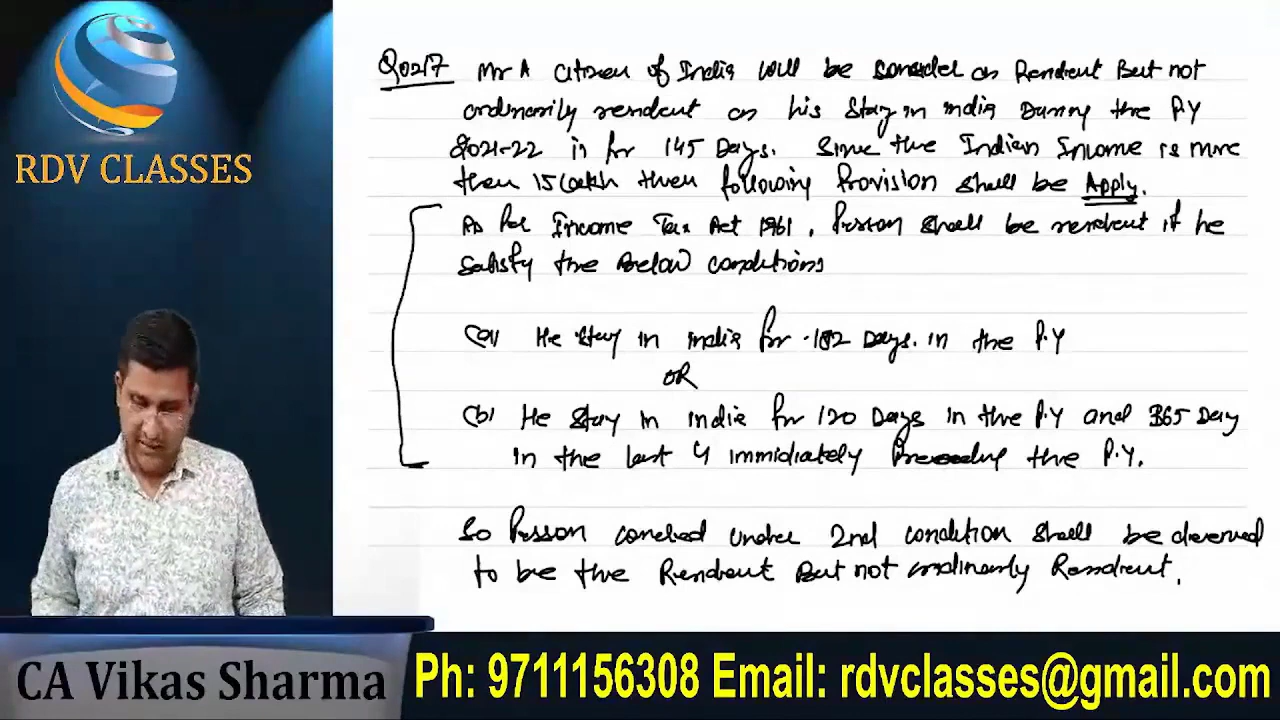 RDV CLASSES
Q0217 Mr A citizen of India will be consider as Resident But not
ordinarily resident as his stay in india During the P.Y
2021-22 is for 145 Days. Since the Indian Income is more
then 15 lakh then following Provision shall be Apply.
As Per Income Tax Act 1961, Person shall be resident if he
satisfy the Below conditions
(a) He stay in india for 182 Days. in the P.Y
OR
(b) He stay in india for 120 Days in the P.Y and 365 Day
in the last 4 immidiately Preceding the P.Y.
So Person under 2nd condition shall be deemed
to be the Resident But not ordinarily Resident.
CA Vikas Sharma
Ph: 9711156308 Email: rdvclasses@gmail.com